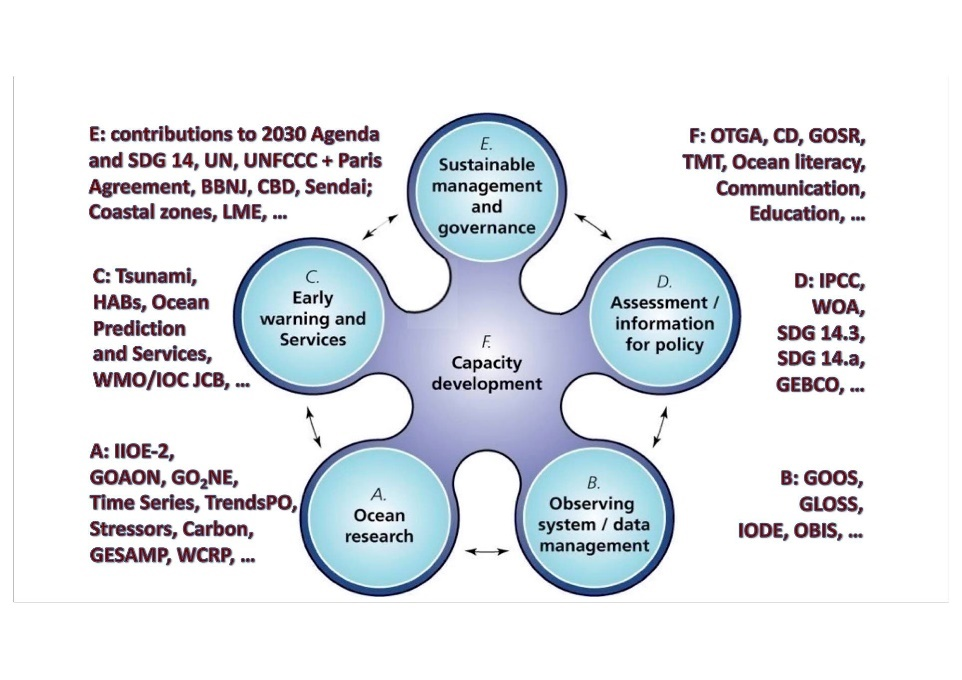 E: contributions to 2030 Agenda
and SDG 14, UN, UNFCCC + Paris
Agreement, BBNJ, CBD, Sendai;
Coastal zones, LME, ...
E.
Sustainable
management
and
governance
F: OTGA, CD, GOSR,
TMT, Ocean literacy,
Communication,
Education, ...
C: Tsunami,
HABs, Ocean
Prediction
and Services,
WMO/IOC JCB, ...
C.
Early
warning and
Services
F.
Capacity
development
D.
Assessment /
information
for policy
D: IPCC,
WOA,
SDG 14.3,
SDG 14.a,
GEBCO, ...
A: IIOE-2,
GOAON, GO₂NE,
Time Series, TrendsPO,
Stressors, Carbon,
GESAMP, WCRP, ...
A.
Ocean
research
B.
Observing
system / data
management
B: GOOS,
GLOSS,
IODE, OBIS, ...